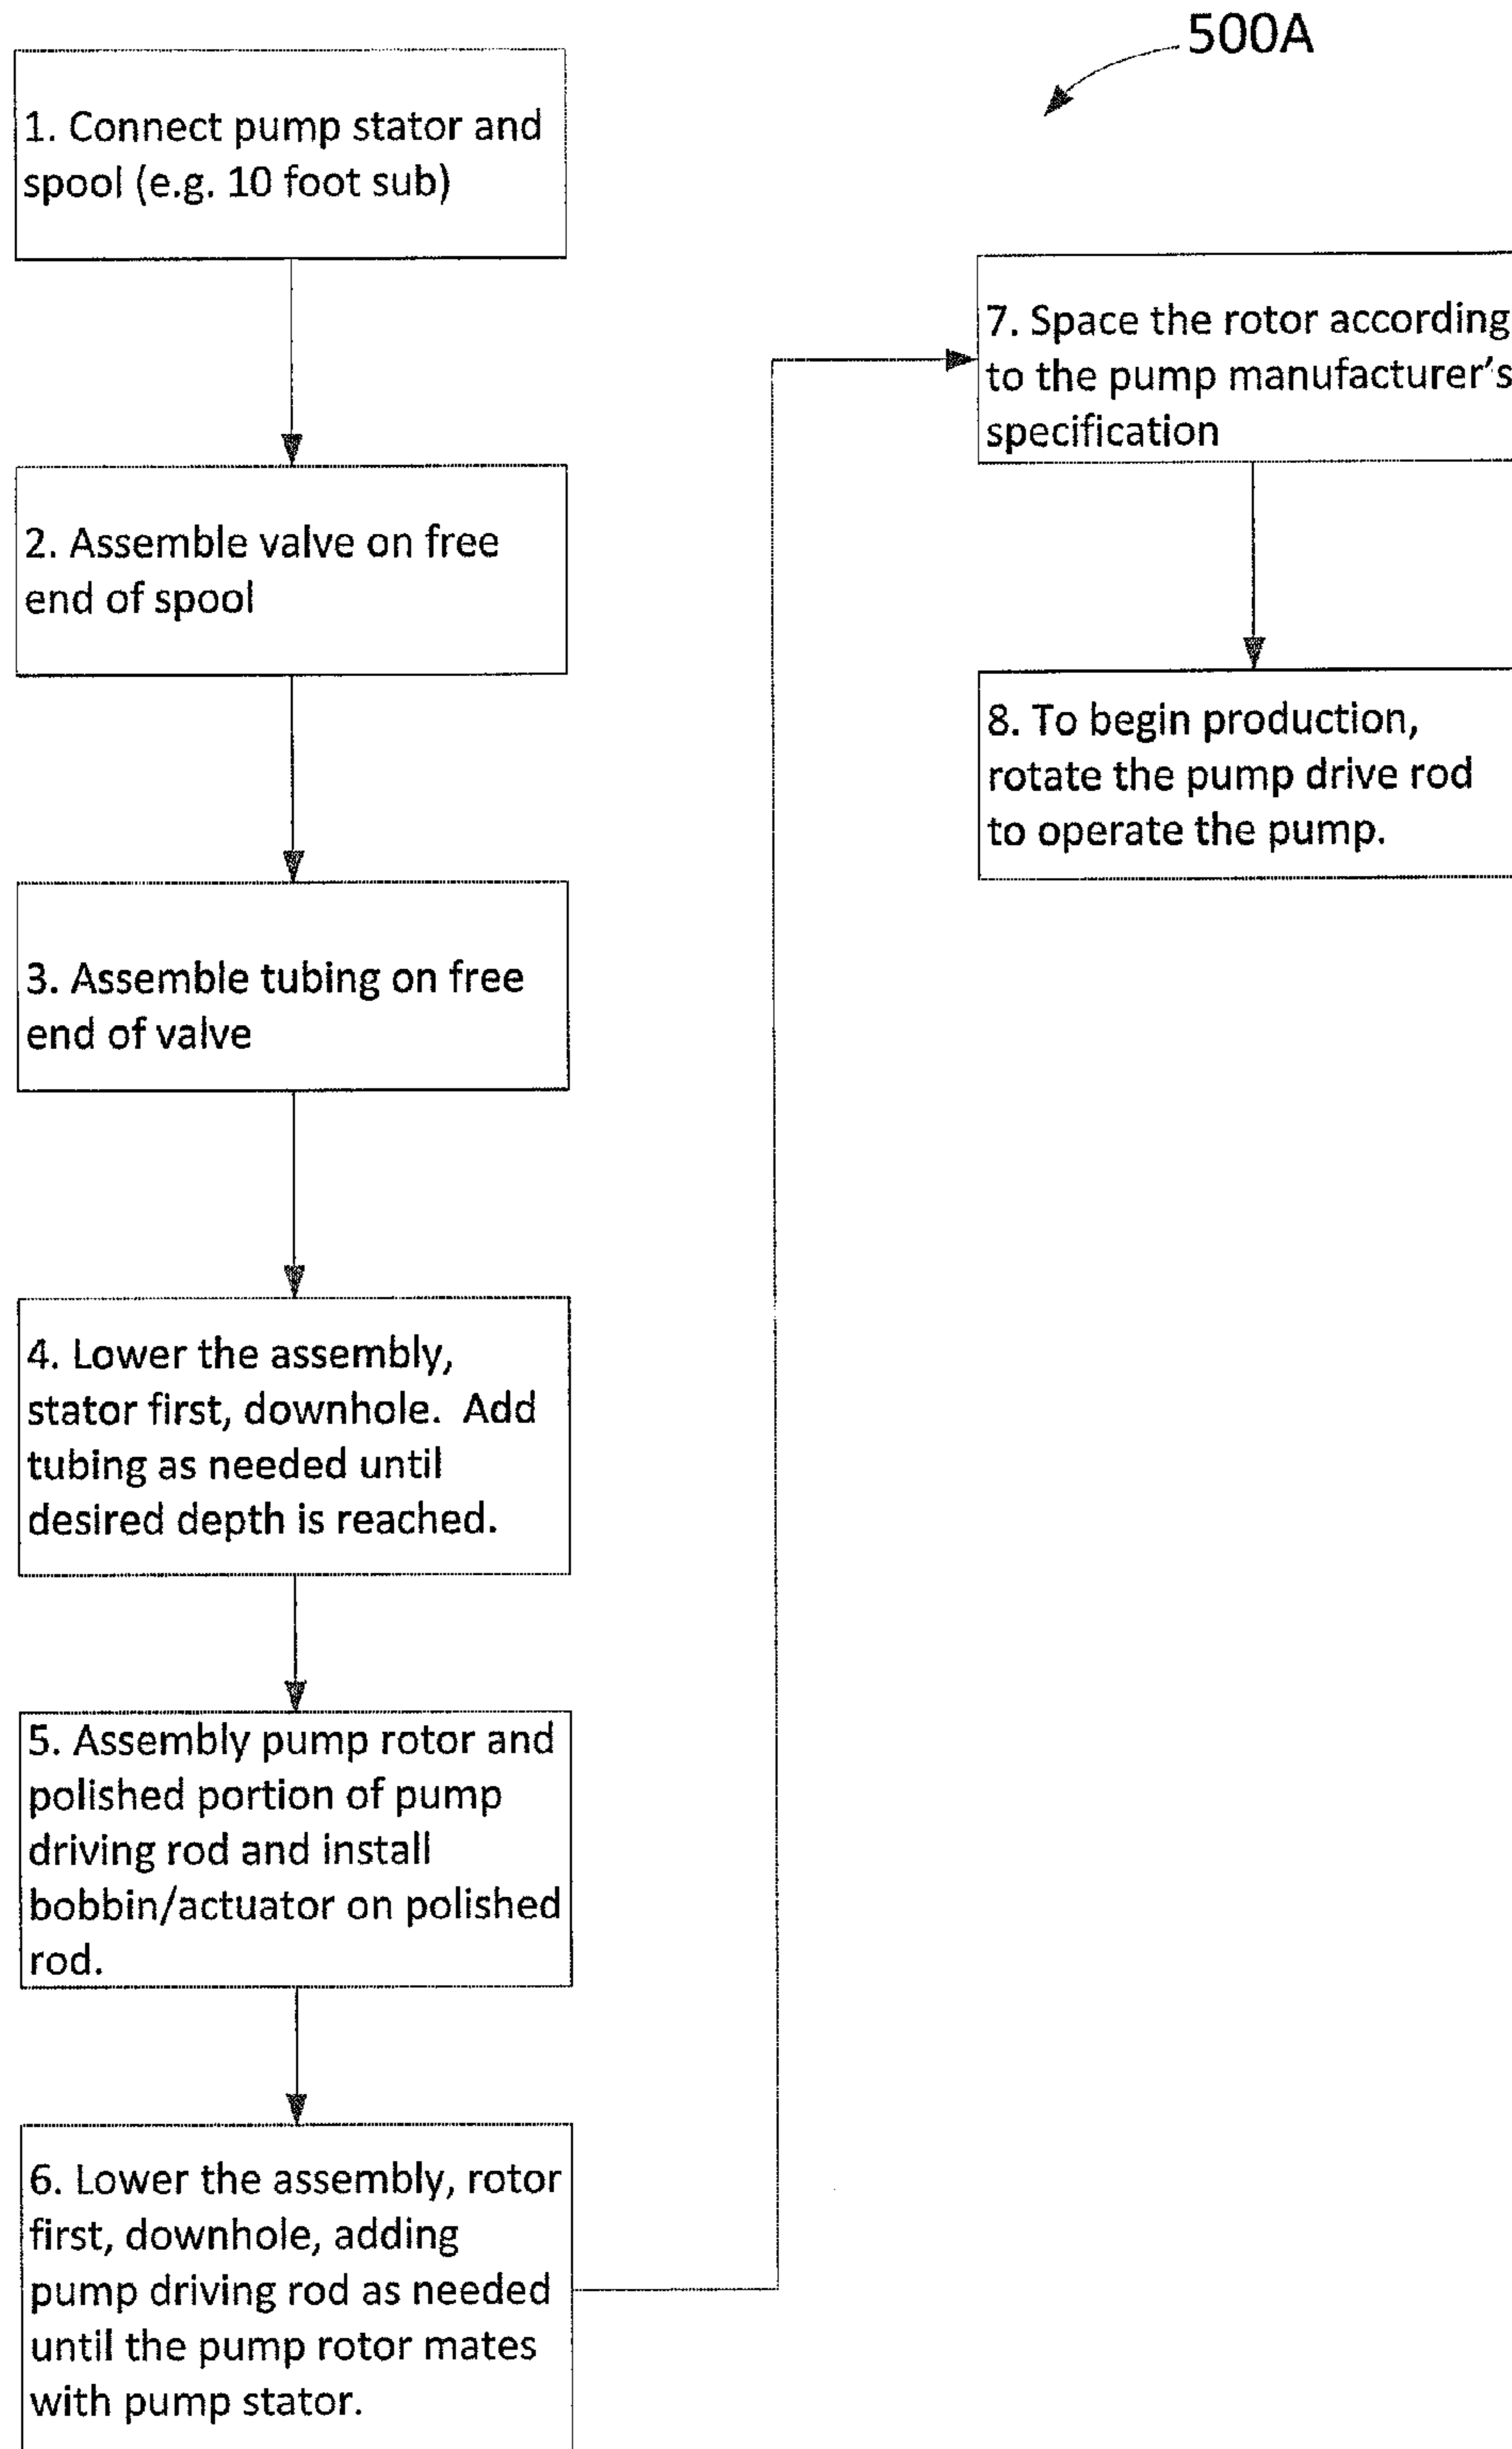 500A
1. Connect pump stator and
spool (e.g. 10 foot sub)
2. Assemble valve on free
end of spool
3. Assemble tubing on free
end of valve
4. Lower the assembly,
stator first, downhole. Add
tubing as needed until
desired depth is reached.
5. Assembly pump rotor and
polished portion of pump
driving rod and install
bobbin/actuator on polished
rod.
6. Lower the assembly, rotor
first, downhole, adding
pump driving rod as needed
until the pump rotor mates
with pump stator.
7. Space the rotor according
to the pump manufacturer's
specification
8. To begin production,
rotate the pump drive rod
to operate the pump.